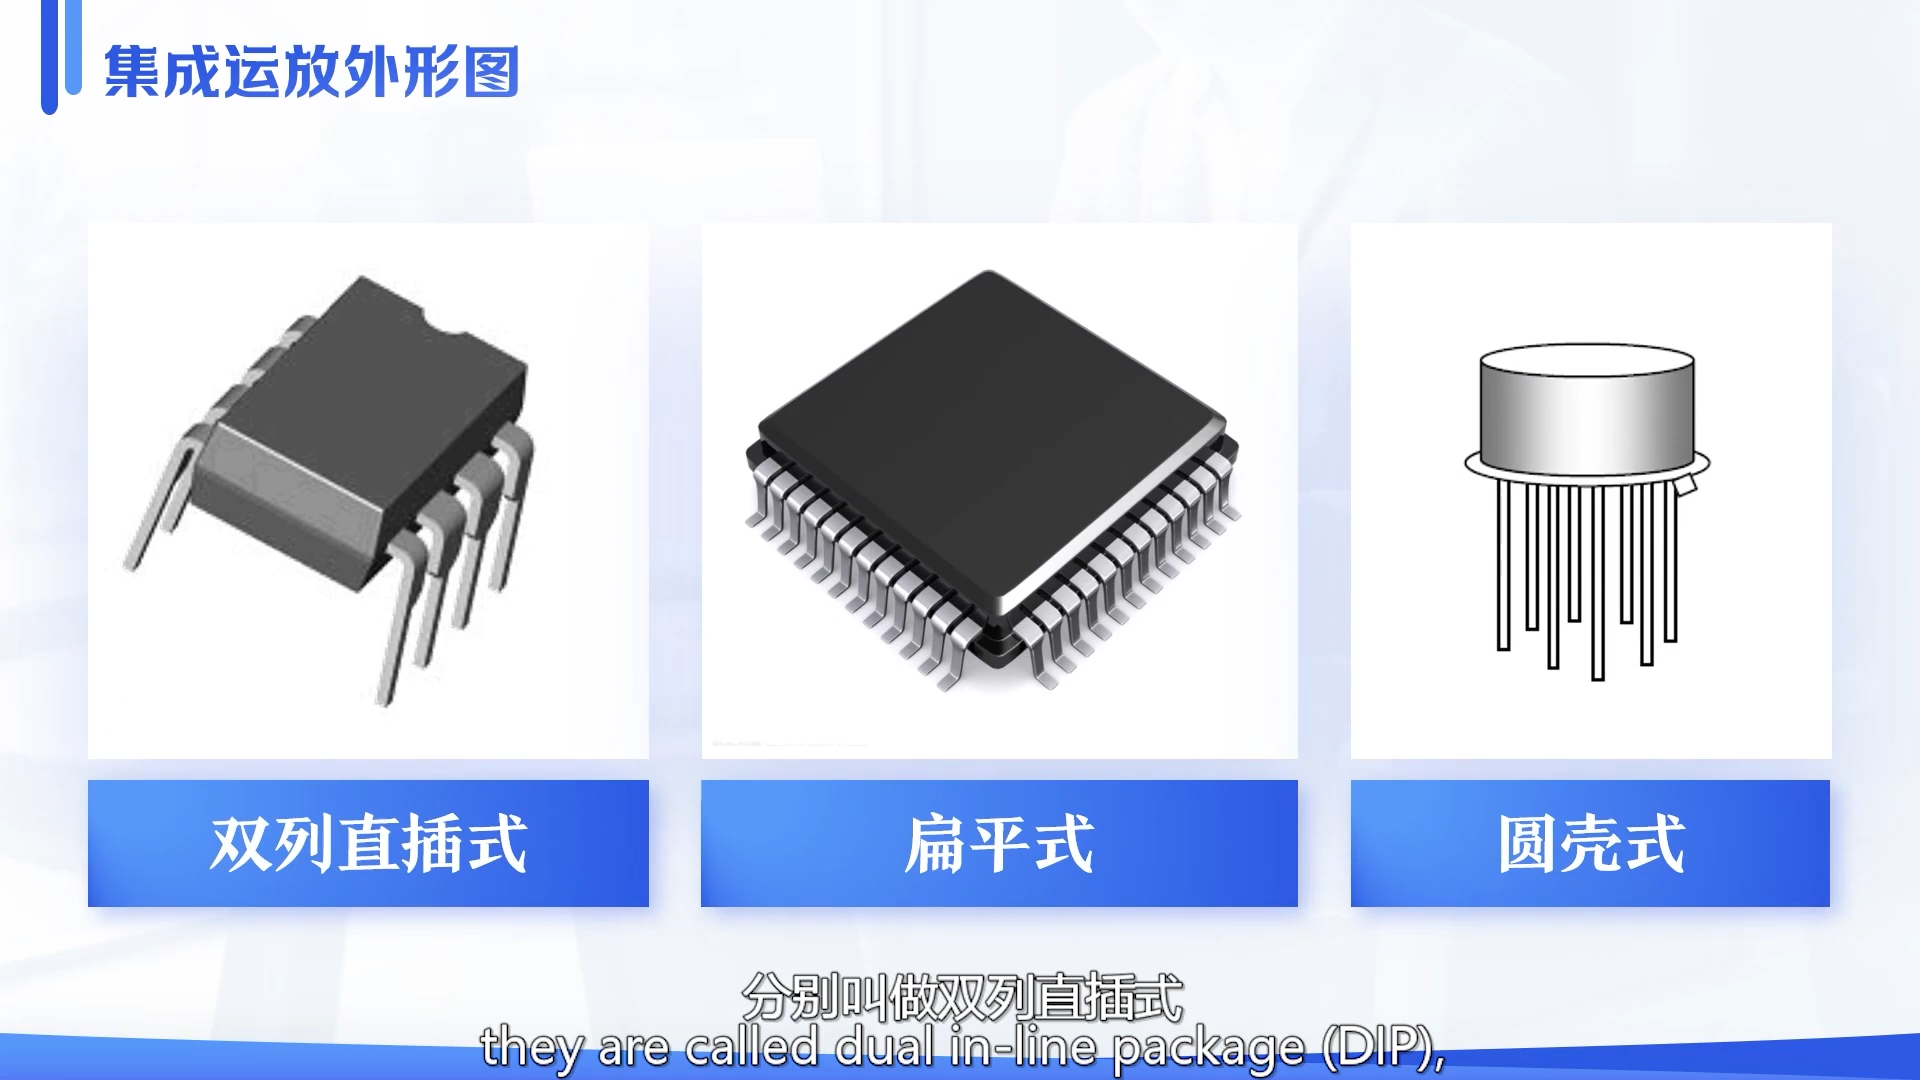 集成运放外形图
双列直插式
扁平式
圆壳式
分别叫做双列直插式
they are called dual in-line package (DIP),